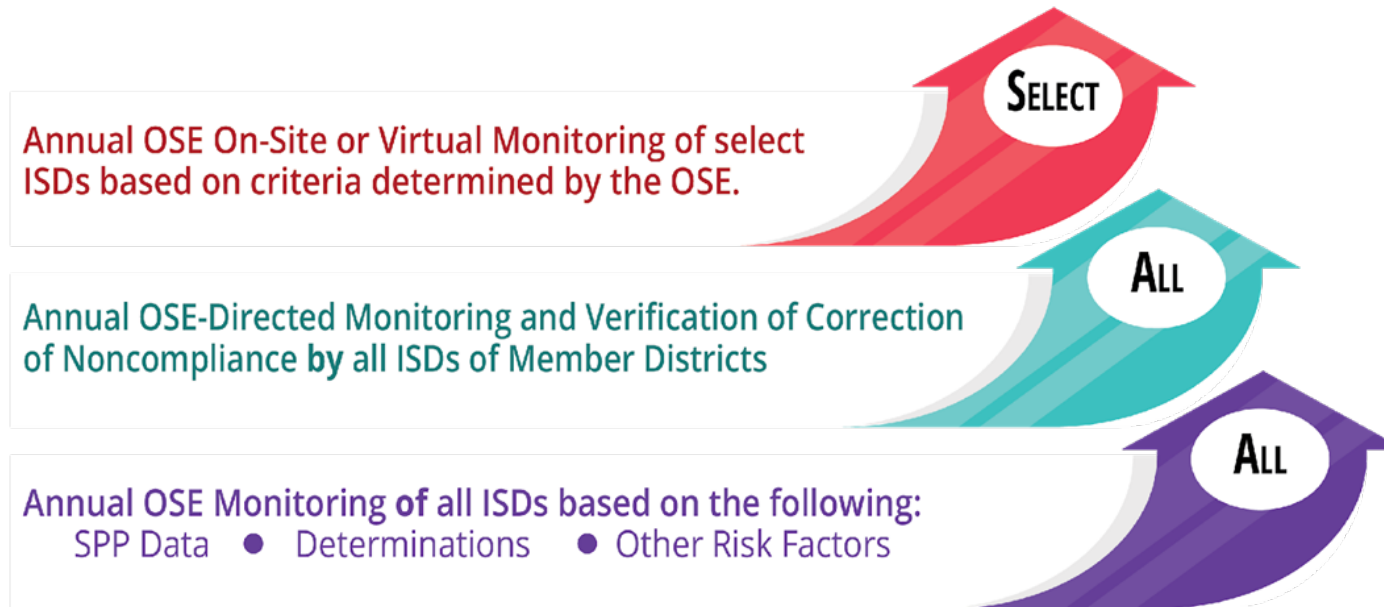 SELECT
Annual OSE On-Site or Virtual Monitoring of select
ISDs based on criteria determined by the OSE.
ALL
Annual OSE-Directed Monitoring and Verification of Correction
of Noncompliance by all ISDs of Member Districts
ALL
Annual OSE Monitoring of all ISDs based on the following:
SPP Data ● Determinations ● Other Risk Factors